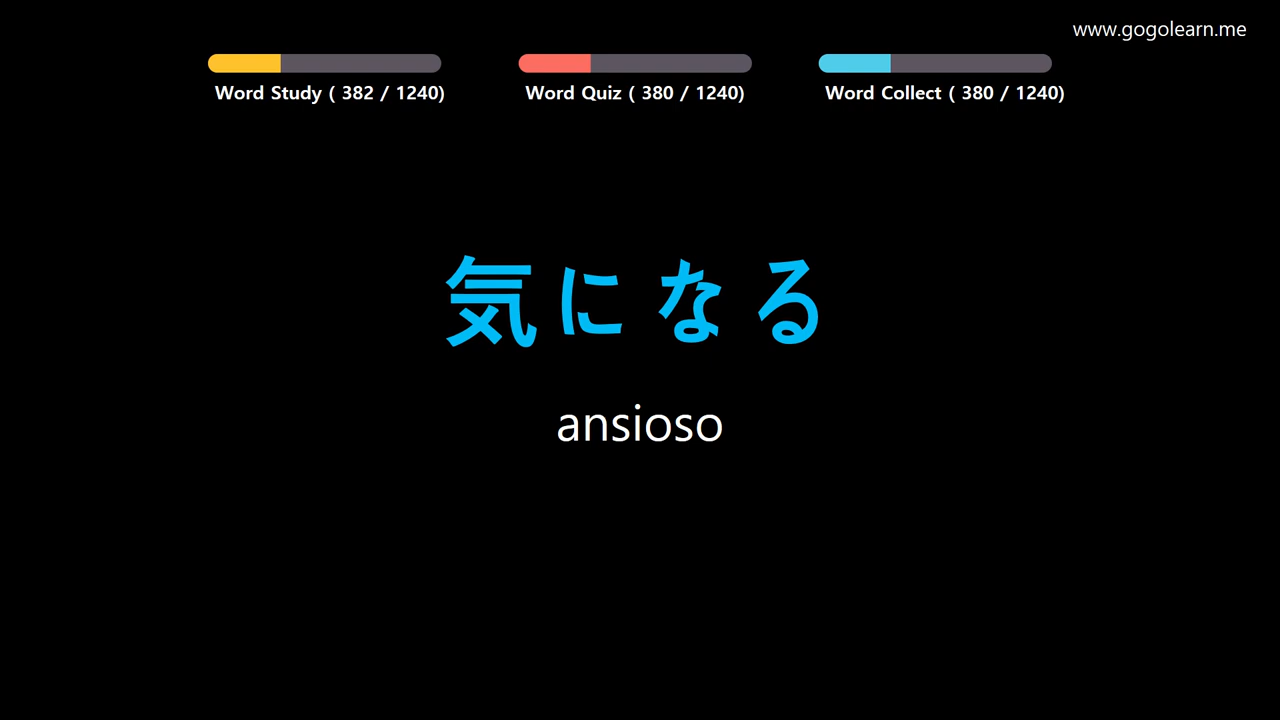 www.gogolearn.me
Word Study ( 382 / 1240)
Word Quiz ( 380 / 1240)
Word Collect ( 380 / 1240)
気になる
ansioso